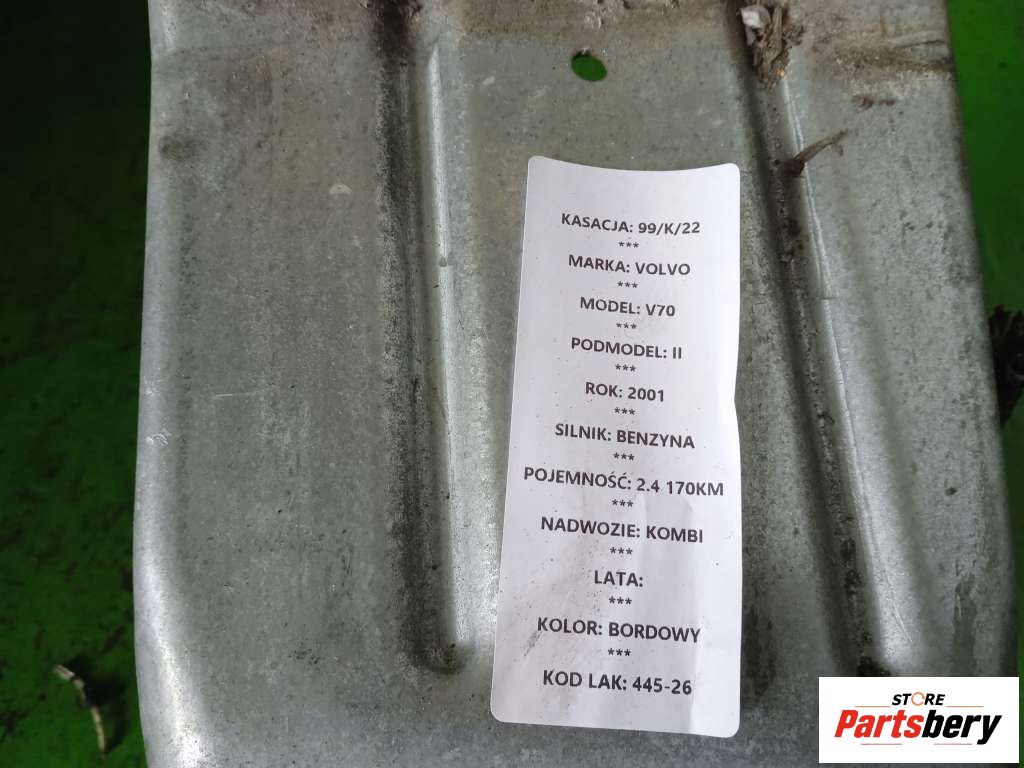 KASACJA: 99/K/22
***
MARKA: VOLVO
***
MODEL: V70
***
PODMODEL: II
***
ROK: 2001
***
SILNIK: BENZYNA
***
POJEMNOŚĆ: 2.4 170KM
***
NADWOZIE: KOMBI
***
LATA:
***
KOLOR: BORDOWY
***
KOD LAK: 445-26
STORE
Partsbery